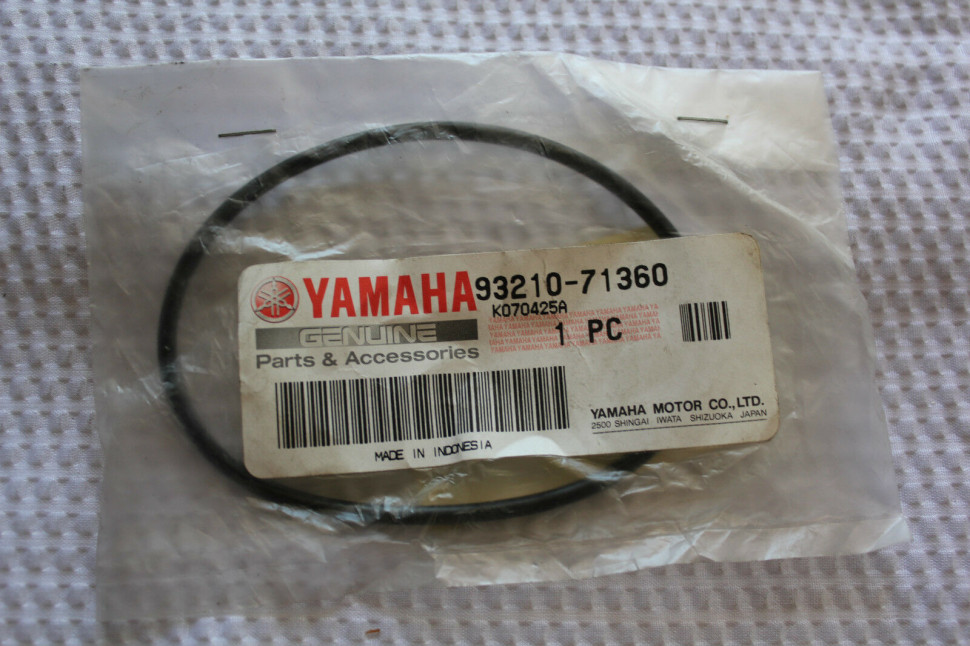 YAMAHA 93210-71360
K070425A
GENUINE
1 PC
Parts & Accessories
YAMAHA MOTOR CO., LTD.
2500 SHINGAI IWATA SHIZUOKA JAPAN
MADE IN INDONESIA